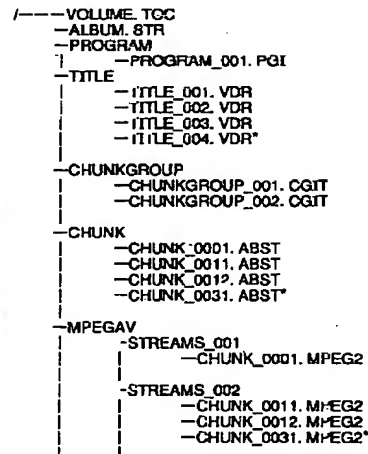 /----VOLUME. TOC
—ALBUM. STR
—PROGRAM
—PROGRAM_001. PGI
—TITLE
—TITLE_001. VDR
—TITLE_002. VDR
—TITLE_003. VDR
—TITLE_004. VDR*
—CHUNKGROUP
—CHUNKGROUP_001. CGIT
—CHUNKGROUP_002. CGIT
—CHUNK
—CHUNK_0001. ABST
—CHUNK_0011. ABST
—CHUNK_0012. ABST
—CHUNK_0031. ABST*
—MPEGAV
-STREAMS_001
—CHUNK_0001. MPEG2
-STREAMS_002
—CHUNK_0011. MPEG2
—CHUNK_0012. MPEG2
—CHUNK_0031. MPEG2*